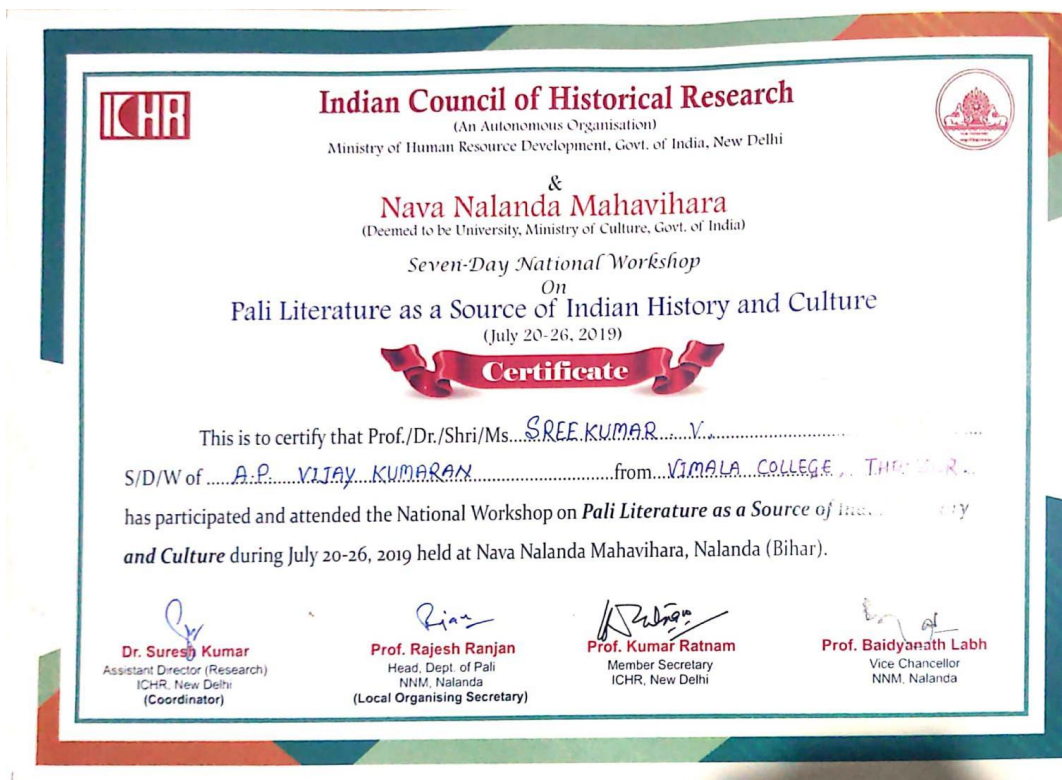 ICHR
Indian Council of Historical Research
(An Autonomous Organisation)
Ministry of Human Resource Development, Govt. of India, New Delhi
&
Nava Nalanda Mahavihara
(Deemed to be University, Ministry of Culture, Govt. of India)
Seven-Day National Workshop
On
Pali Literature as a Source of Indian History and Culture
(July 20-26, 2019)
Certificate
This is to certify that Prof./Dr./Shri/Ms....SREEKUMAR.....V.....
S/D/W of .....A.P.....VIJAY...KUMARAN.....from....VIMALA COLLEGE,
has participated and attended the National Workshop on Pali Literature as a Source of
and Culture during July 20-26, 2019 held at Nava Nalanda Mahavihara, Nalanda (Bihar).
Dr. Suresh Kumar
Assistant Director (Research)
ICHR, New Delhi
(Coordinator)
Prof. Rajesh Ranjan
Head, Dept. of Pali
NNM, Nalanda
(Local Organising Secretary)
Prof. Kumar Ratnam
Member Secretary
ICHR, New Delhi
Prof. Baidyanath Labh
Vice Chancellor
NNM, Nalanda